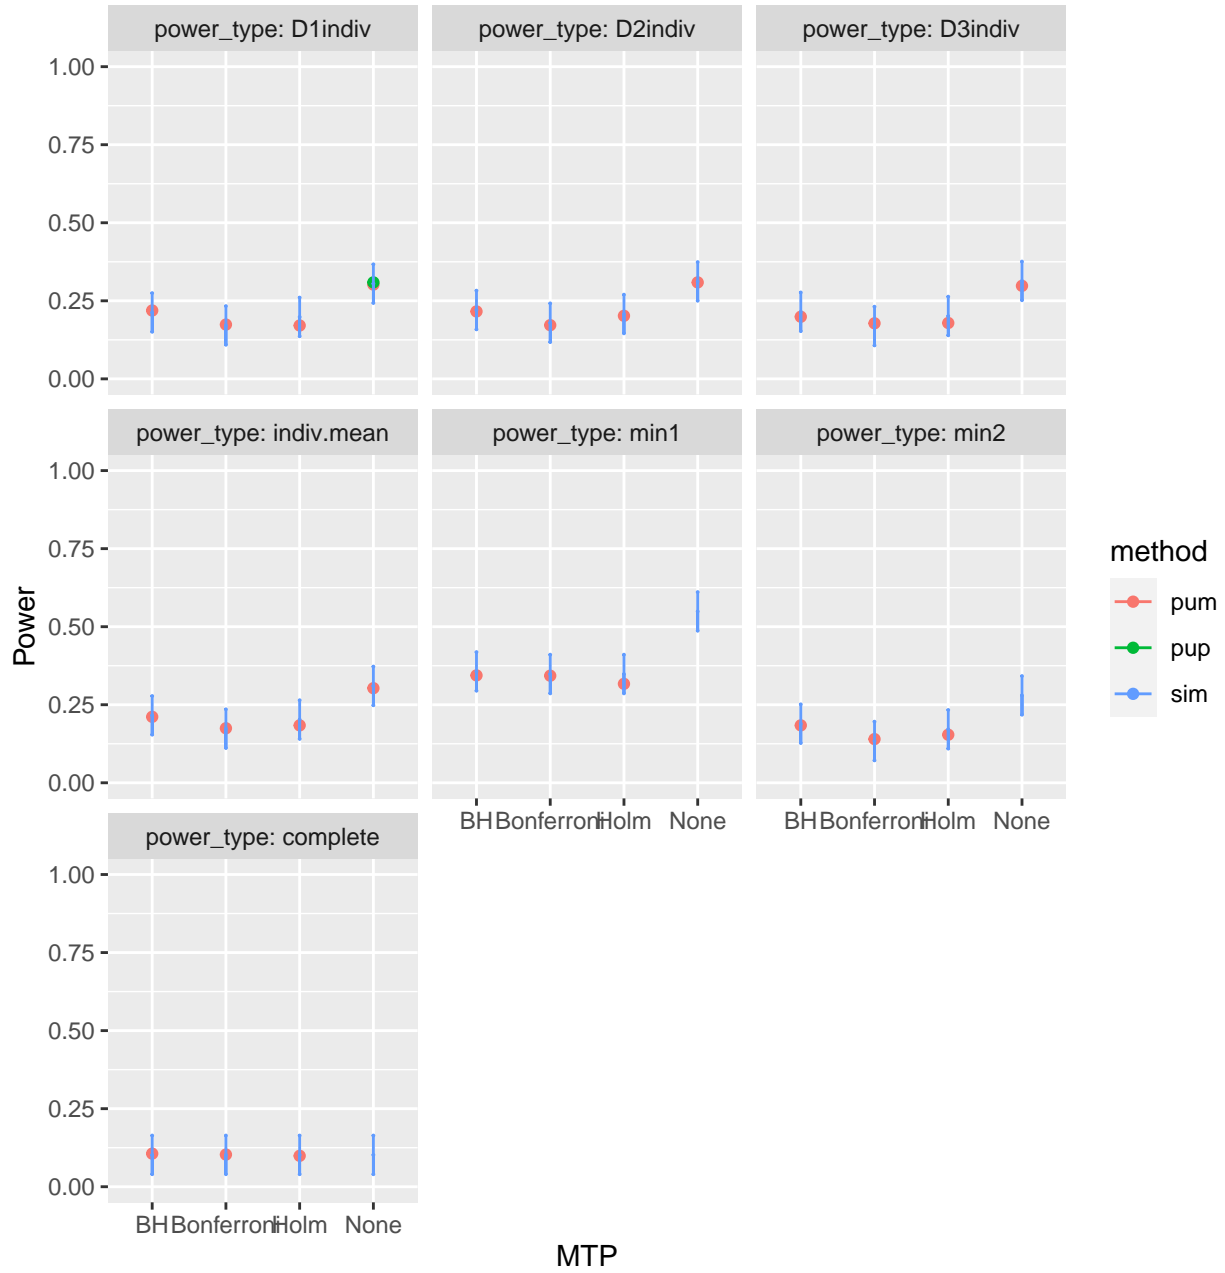 power_type: D1indiv power_type: D2indiv power_type: D3indiv
1.00
0.75
0.50
0.25
0.00
power_type: indiv.mean power_type: min1 power_type: min2
1.00
0.75
0.50
0.25
0.00
BH Bonferroni Holm None BH Bonferroni Holm None
power_type: complete
1.00
0.75
0.50
0.25
0.00
BH Bonferroni Holm None
MTP
Power
method
pum
pup
sim